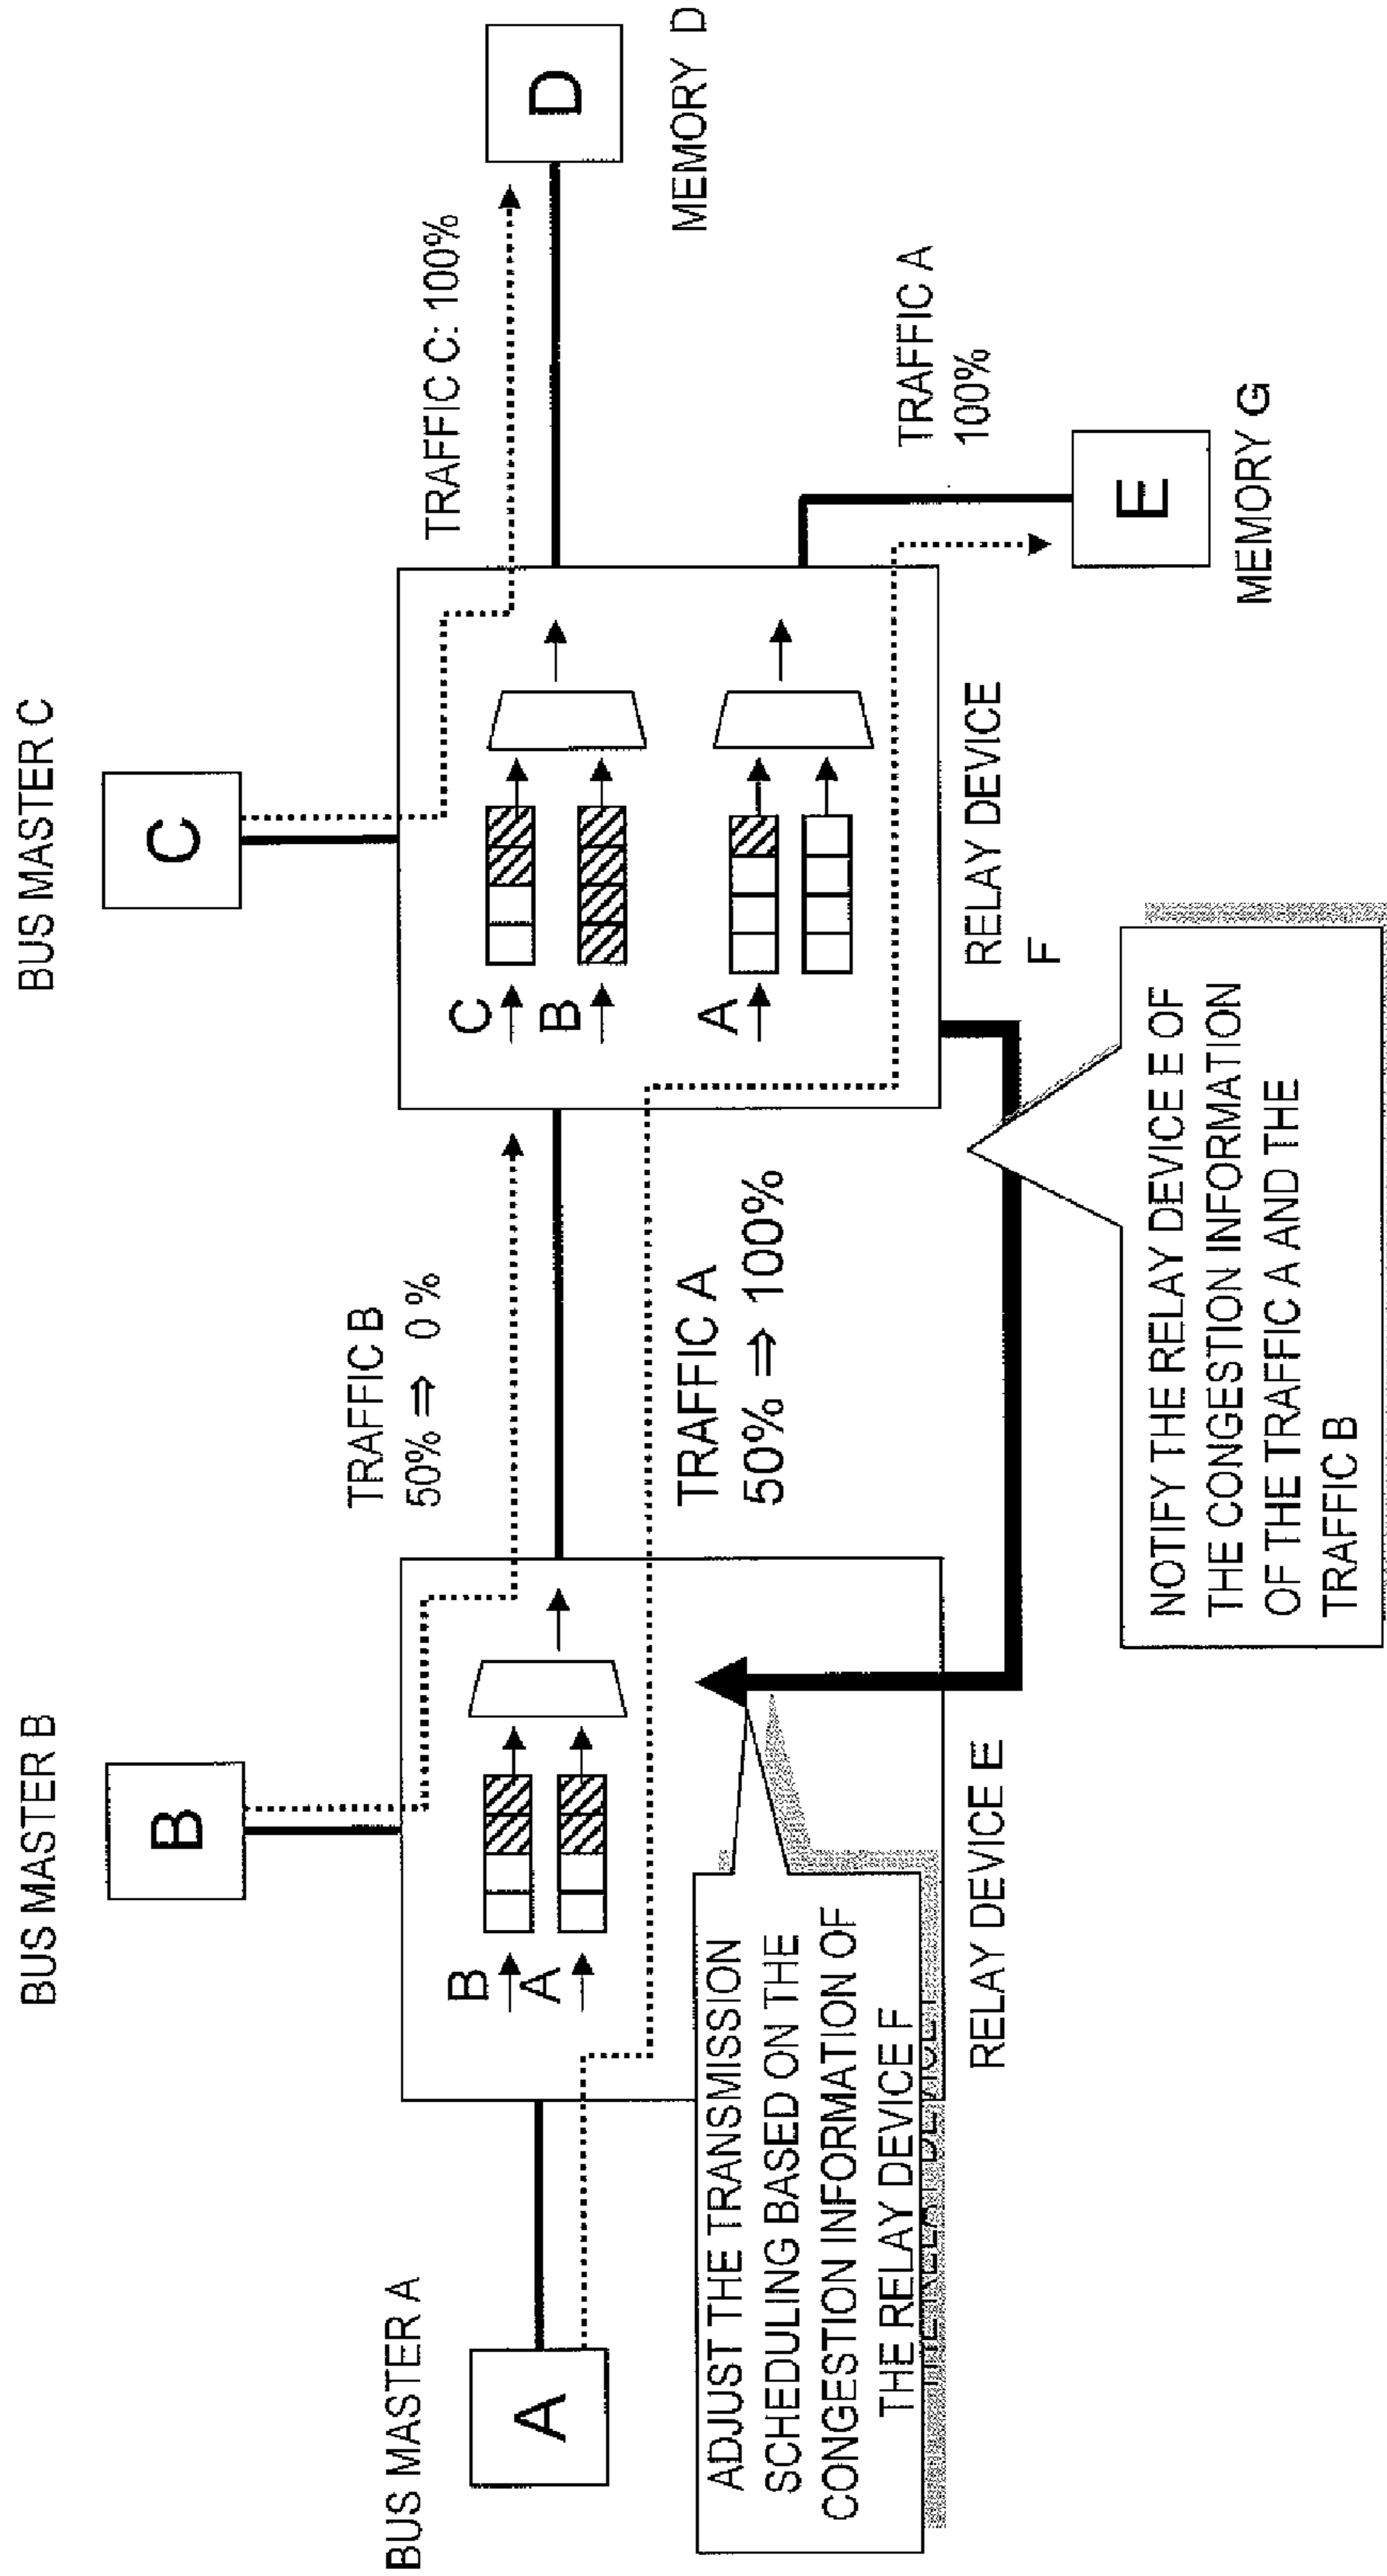 BUS MASTER A
A
BUS MASTER B
B
BUS MASTER C
C
TRAFFIC B
50% ⇒ 0 %
TRAFFIC C: 100%
D
MEMORY D
B
A
C
B
A
TRAFFIC A
50% ⇒ 100%
TRAFFIC A
100%
E
MEMORY G
RELAY DEVICE E
RELAY DEVICE
F
ADJUST THE TRANSMISSION
SCHEDULING BASED ON THE
CONGESTION INFORMATION OF
THE RELAY DEVICE F
NOTIFY THE RELAY DEVICE E OF
THE CONGESTION INFORMATION
OF THE TRAFFIC A AND THE
TRAFFIC B